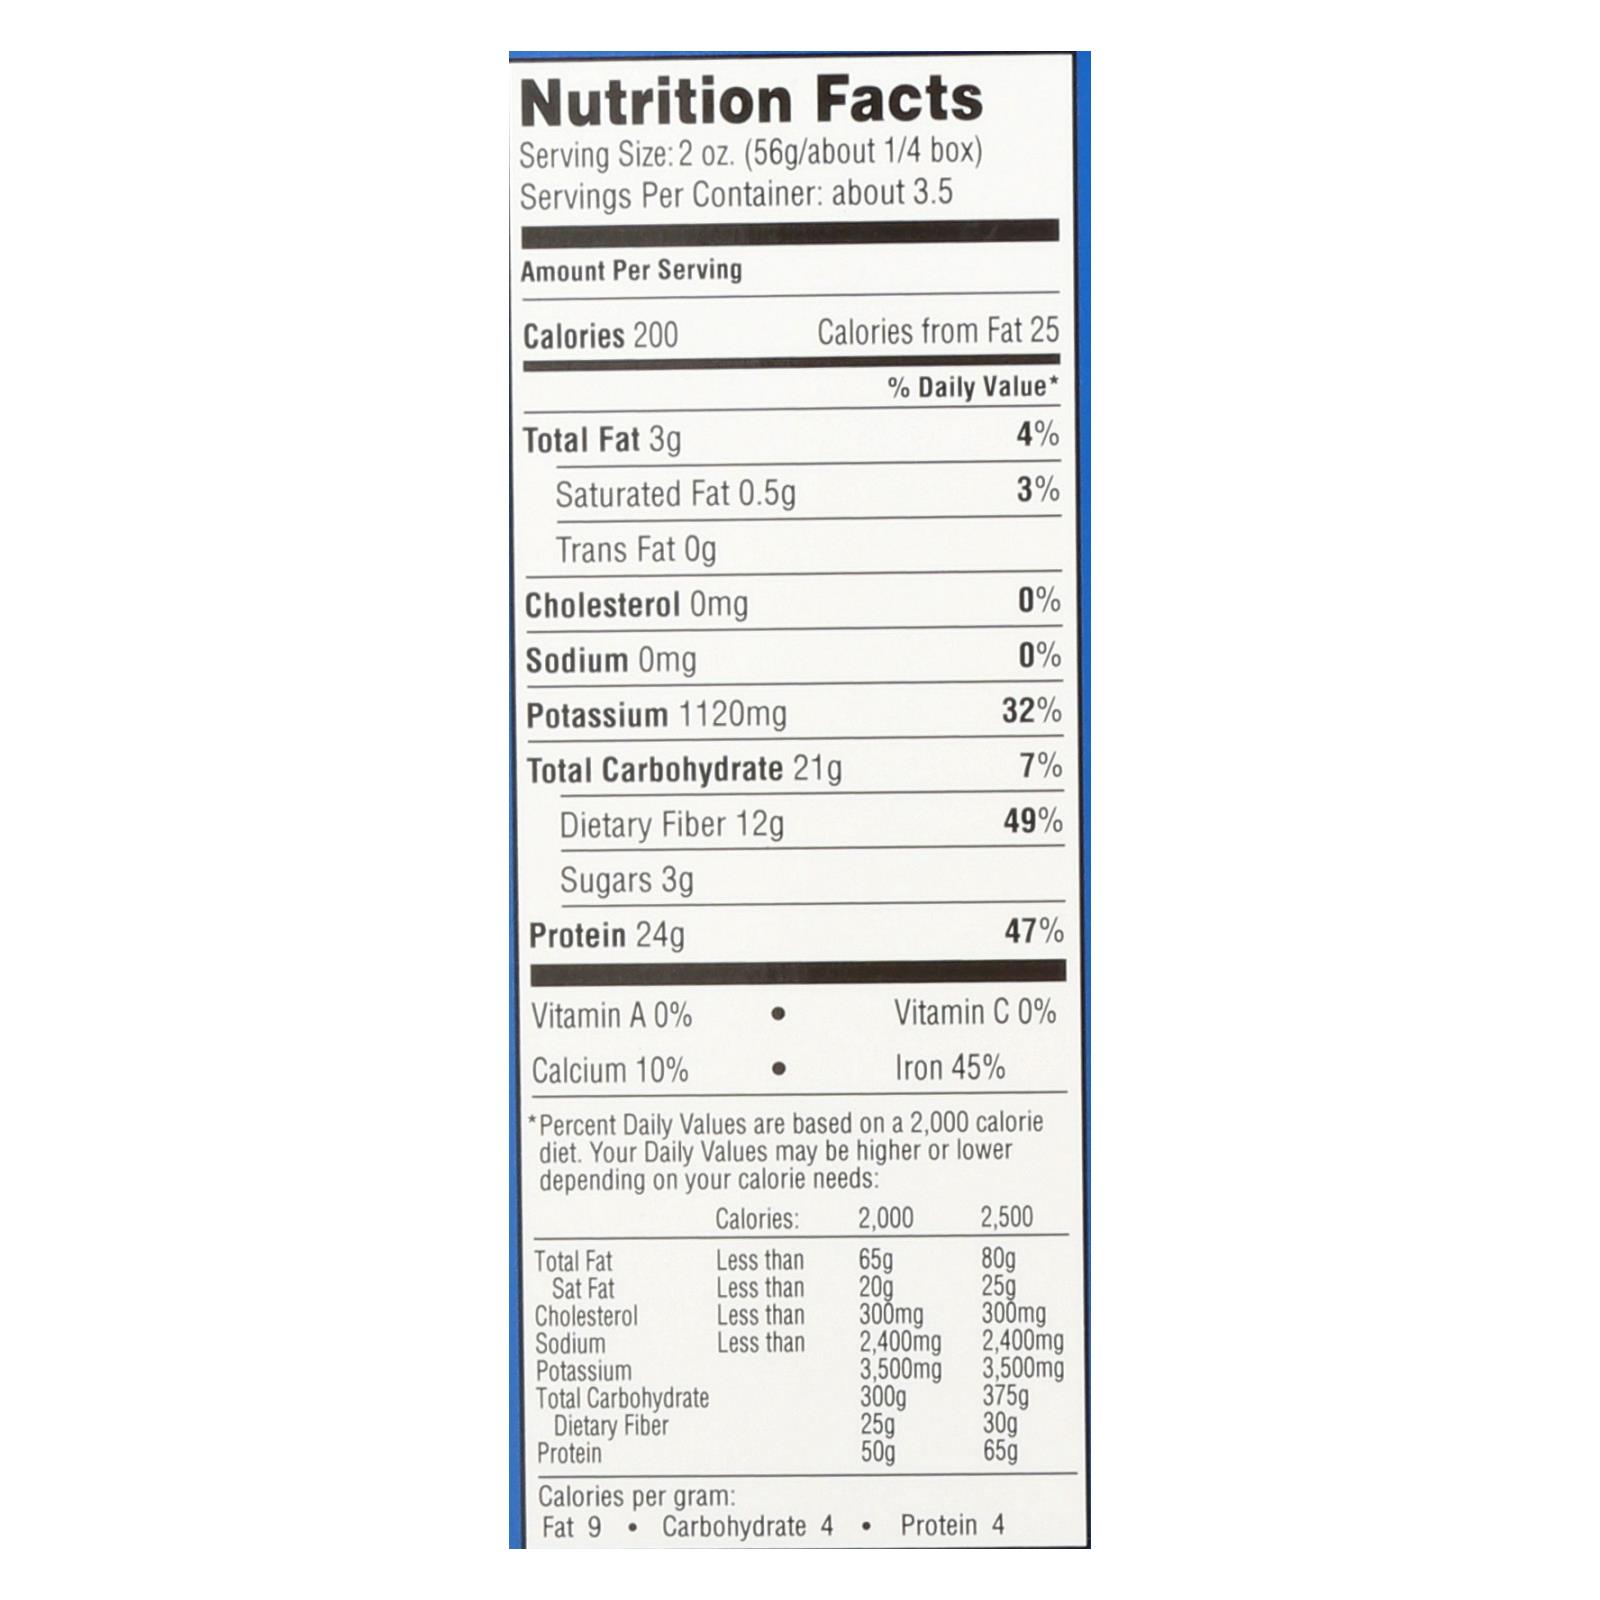 Nutrition Facts
Serving Size: 2 oz. (56g/about 1/4 box)
Servings Per Container: about 3.5
Amount Per Serving
Calories 200 Calories from Fat 25
% Daily Value*
Total Fat 3g 4%
Saturated Fat 0.5g 3%
Trans Fat 0g
Cholesterol 0mg 0%
Sodium 0mg 0%
Potassium 1120mg 32%
Total Carbohydrate 21g 7%
Dietary Fiber 12g 49%
Sugars 3g
Protein 24g 47%
Vitamin A 0% • Vitamin C 0%
Calcium 10% • Iron 45%
*Percent Daily Values are based on a 2,000 calorie
diet. Your Daily Values may be higher or lower
depending on your calorie needs:
Calories: 2,000 2,500
Total Fat Less than 65g 80g
Sat Fat Less than 20g 25g
Cholesterol Less than 300mg 300mg
Sodium Less than 2,400mg 2,400mg
Potassium 3,500mg 3,500mg
Total Carbohydrate 300g 375g
Dietary Fiber 25g 30g
Protein 50g 65g
Calories per gram:
Fat 9 • Carbohydrate 4 • Protein 4